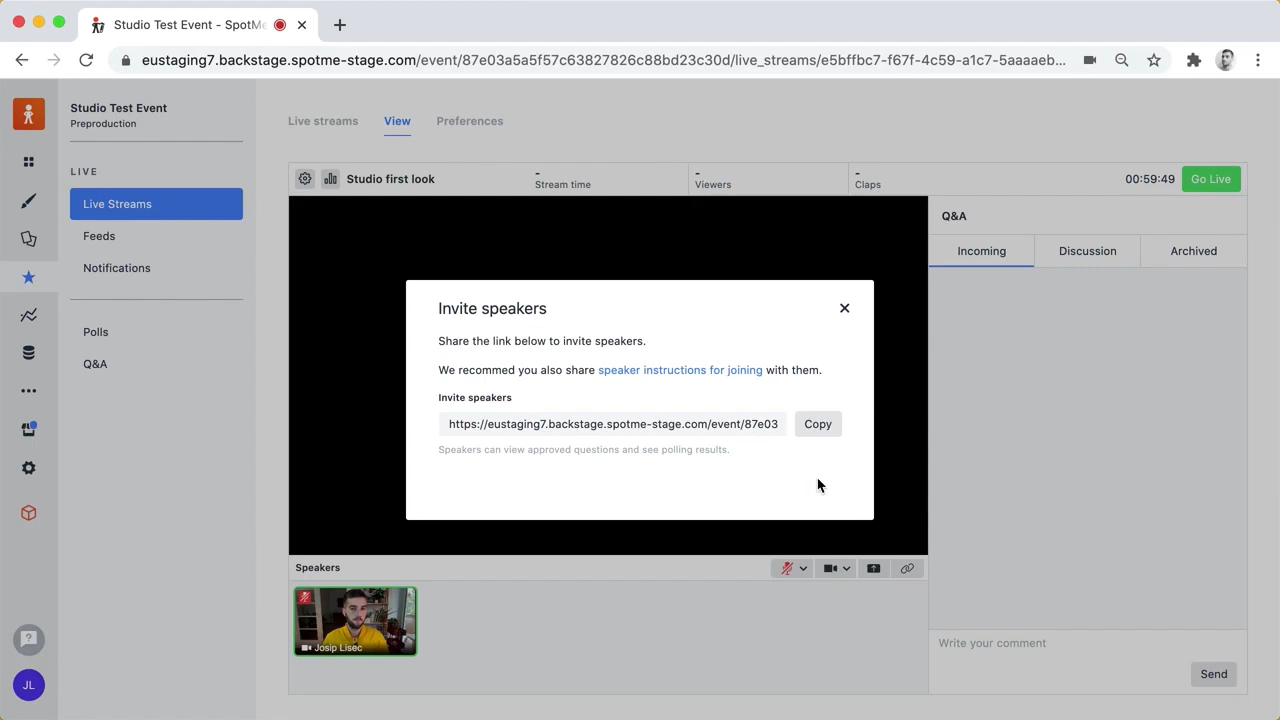 Studio Test Event - SpotMe
eustaging7.backstage.spotme-stage.com/event/87e03a5a5f57c63827826c88bd23c30d/live_streams/e5bffbc7-f67f-4c59-a1c7-5aaaaeb...
Studio Test Event
Preproduction
LIVE
Live Streams
Feeds
Notifications
Polls
Q&A
JL
Live streams
View
Preferences
Studio first look
-
Stream time
-
Viewers
-
Claps
00:59:49
Go Live
Q&A
Incoming
Discussion
Archived
Invite speakers
Share the link below to invite speakers.
We recommed you also share speaker instructions for joining with them.
Invite speakers
https://eustaging7.backstage.spotme-stage.com/event/87e03
Copy
Speakers can view approved questions and see polling results.
Speakers
Josip Lisec
Write your comment
Send